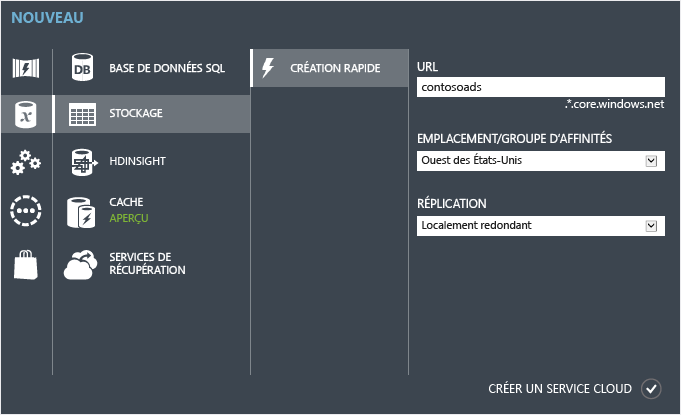 NOUVEAU
DB
BASE DE DONNÉES SQL
x
STOCKAGE
HDINSIGHT
CACHE
APERÇU
SERVICES DE
RÉCUPÉRATION
CRÉATION RAPIDE
URL
contosoads
.*.core.windows.net
EMPLACEMENT/GROUPE D'AFFINITÉS
Ouest des États-Unis
RÉPLICATION
Localement redondant
CRÉER UN SERVICE CLOUD